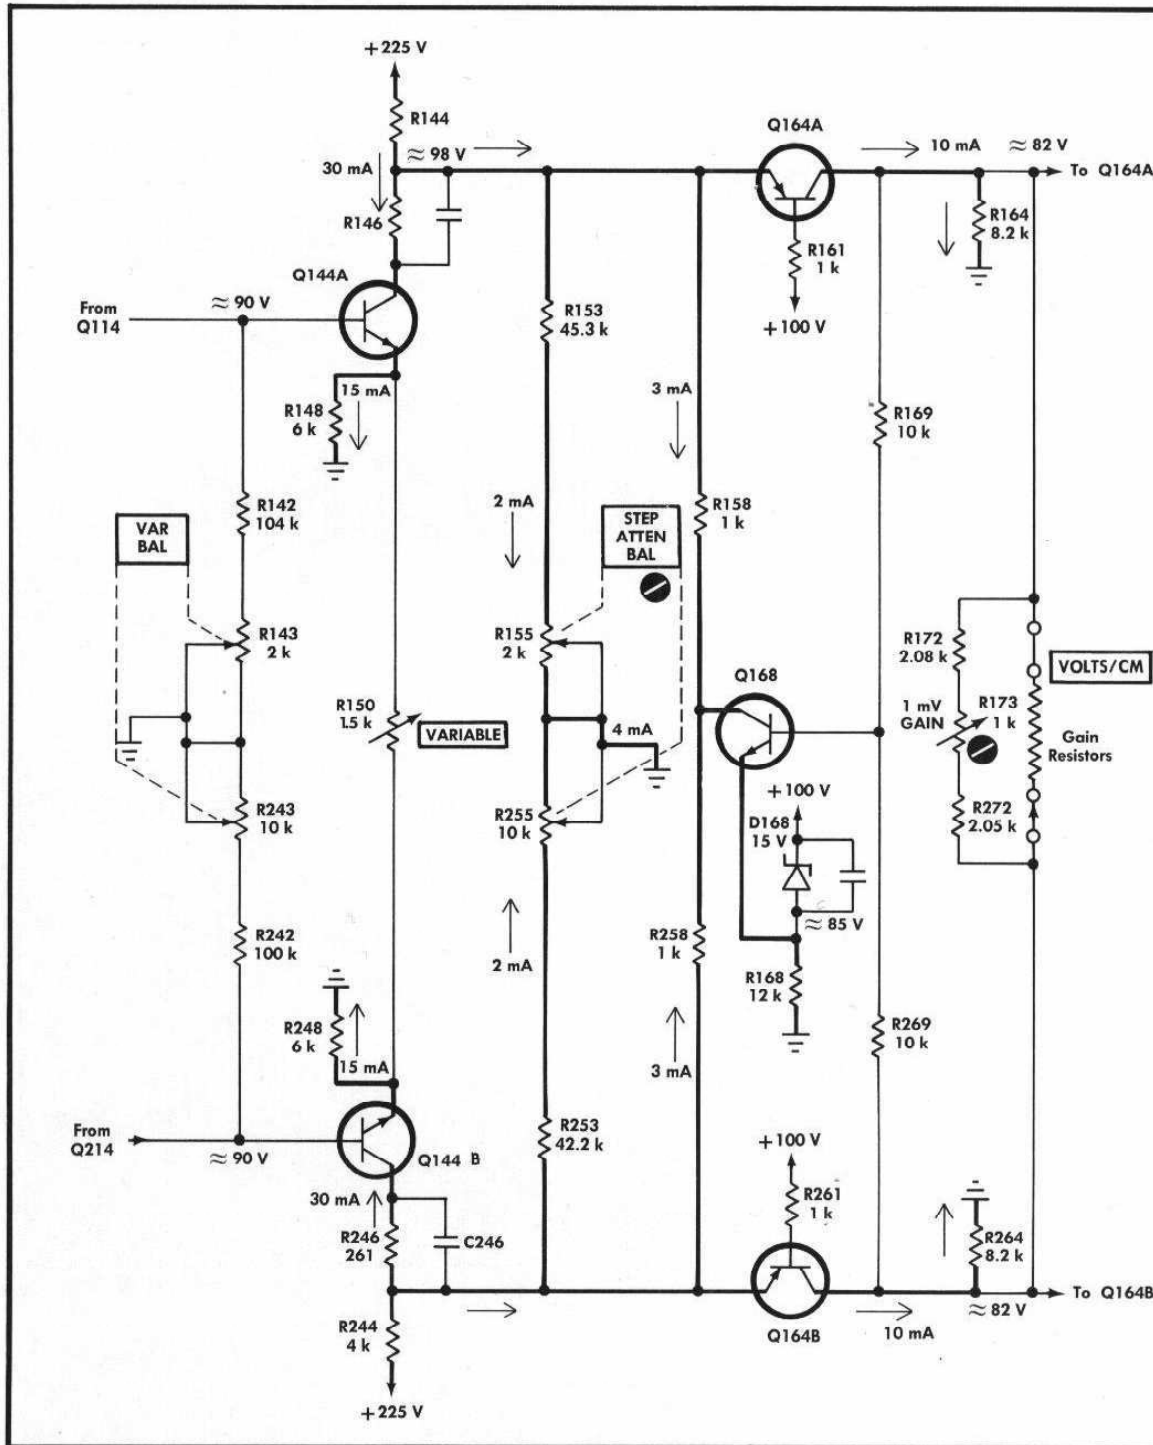 +225 V
R144
≈ 98 V
30 mA
R146
Q144A
From
Q114
≈ 90 V
15 mA
R148
6 k
R142
104 k
VAR
BAL
R143
2 k
R150
1.5 k
VARIABLE
R243
10 k
R242
100 k
R248
6 k
15 mA
From
Q214
≈ 90 V
Q144 B
30 mA
R246
261
C246
R244
4 k
+225 V
R153
45.3 k
2 mA
STEP
ATTEN
BAL
R155
2 k
4 mA
R255
10 k
2 mA
R253
42.2 k
Q164A
10 mA
≈ 82 V
To Q164A
R161
1 k
+100 V
R164
8.2 k
3 mA
R158
1 k
R169
10 k
Q168
+100 V
D168
15 V
≈ 85 V
R258
1 k
R168
12 k
3 mA
R269
10 k
R172
2.08 k
VOLTS/CM
1 mV
GAIN
R173
1 k
Gain
Resistors
R272
2.05 k
+100V
R261
1 k
R264
8.2 k
Q164B
10 mA
≈ 82 V
To Q164B